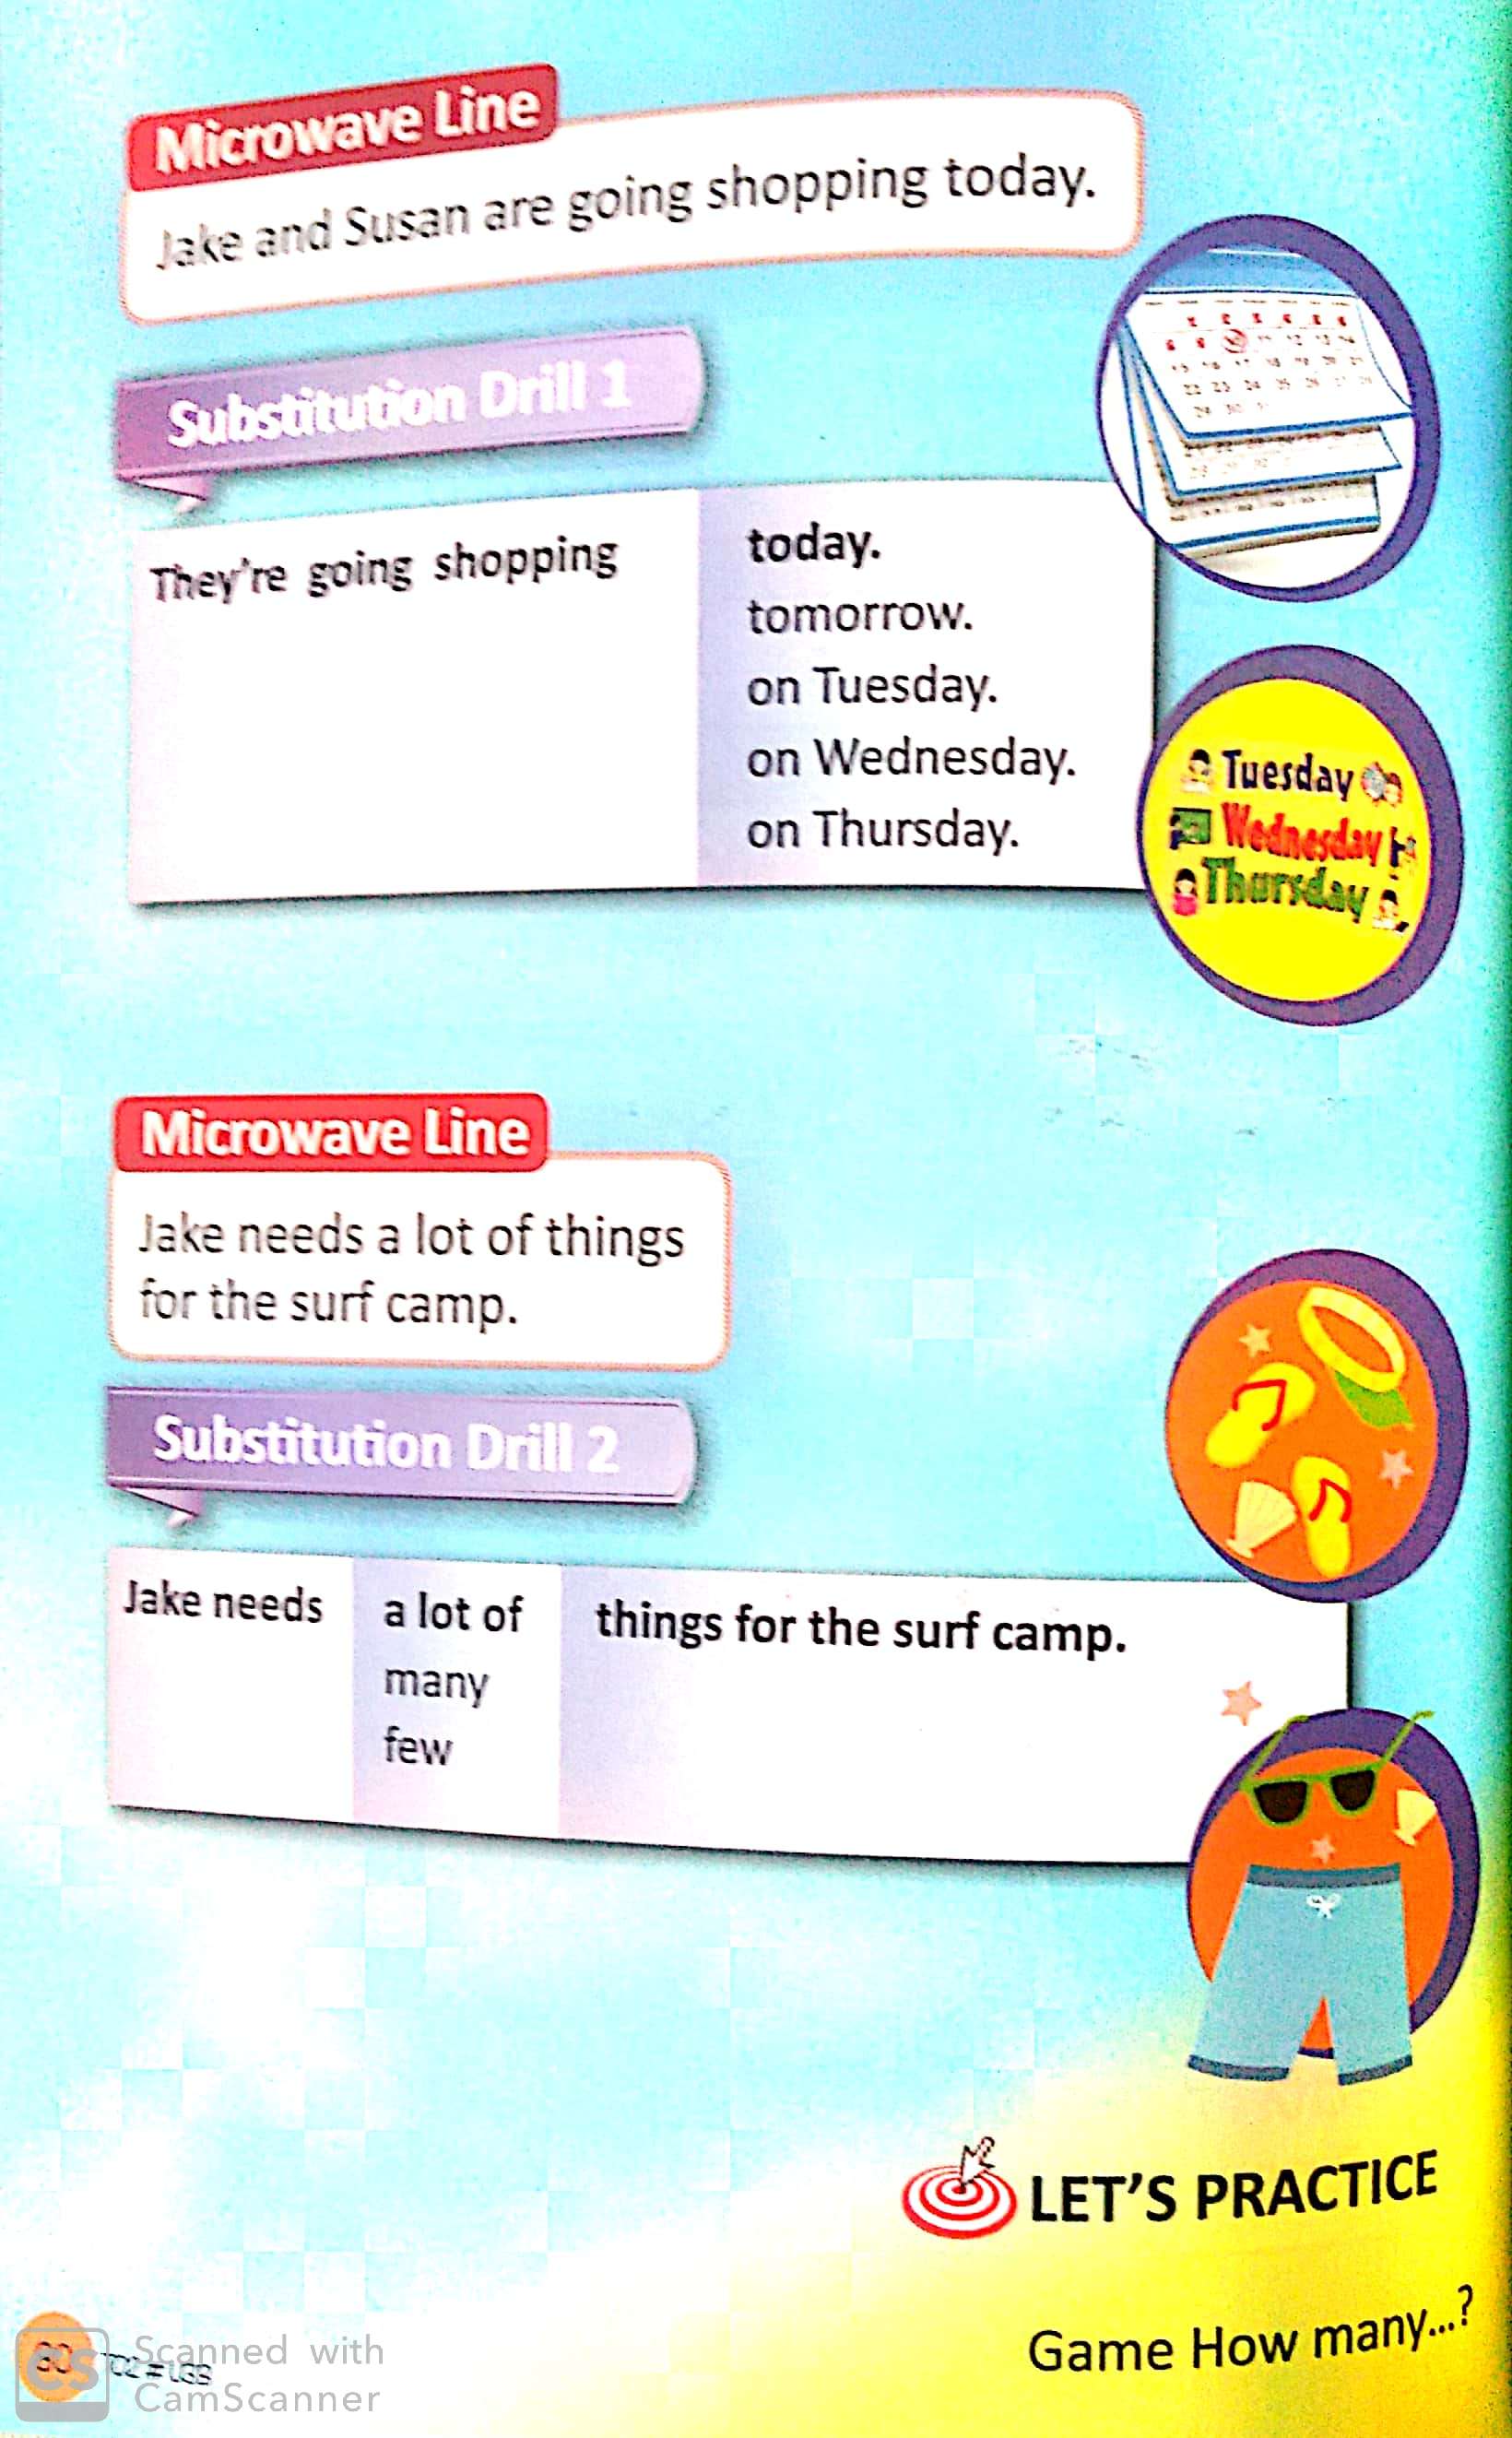 Microwave Line
Jake and Susan are going shopping today.
Substitution Drill 1
They're going shopping
today.
tomorrow.
on Tuesday.
on Wednesday.
on Thursday.
Tuesday
Wednesday
Thursday
Microwave Line
Jake needs a lot of things
for the surf camp.
Substitution Drill 2
Jake needs
a lot of
many
few
things for the surf camp.
LET'S PRACTICE
Game How many...?
CS
Scanned with
CamScanner